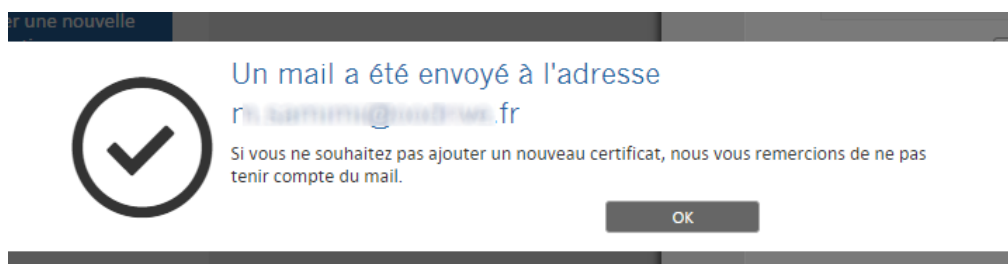 er une nouvelle
Un mail a été envoyé à l'adresse
.fr
Si vous ne souhaitez pas ajouter un nouveau certificat, nous vous remercions de ne pas
tenir compte du mail.
OK